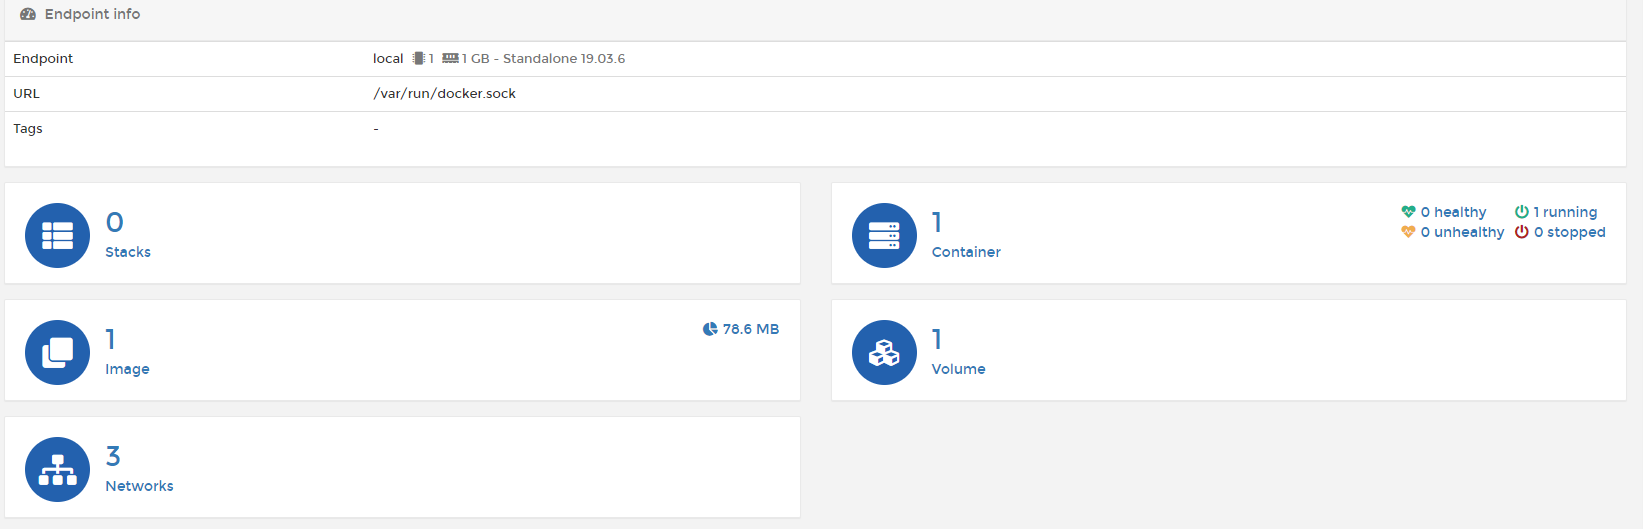 Endpoint info
Endpoint local 1 1 GB - Standalone 19.03.6
URL /var/run/docker.sock
Tags -
0
Stacks
1
Container
0 healthy 1 running
0 unhealthy 0 stopped
1
Image
78.6 MB
1
Volume
3
Networks